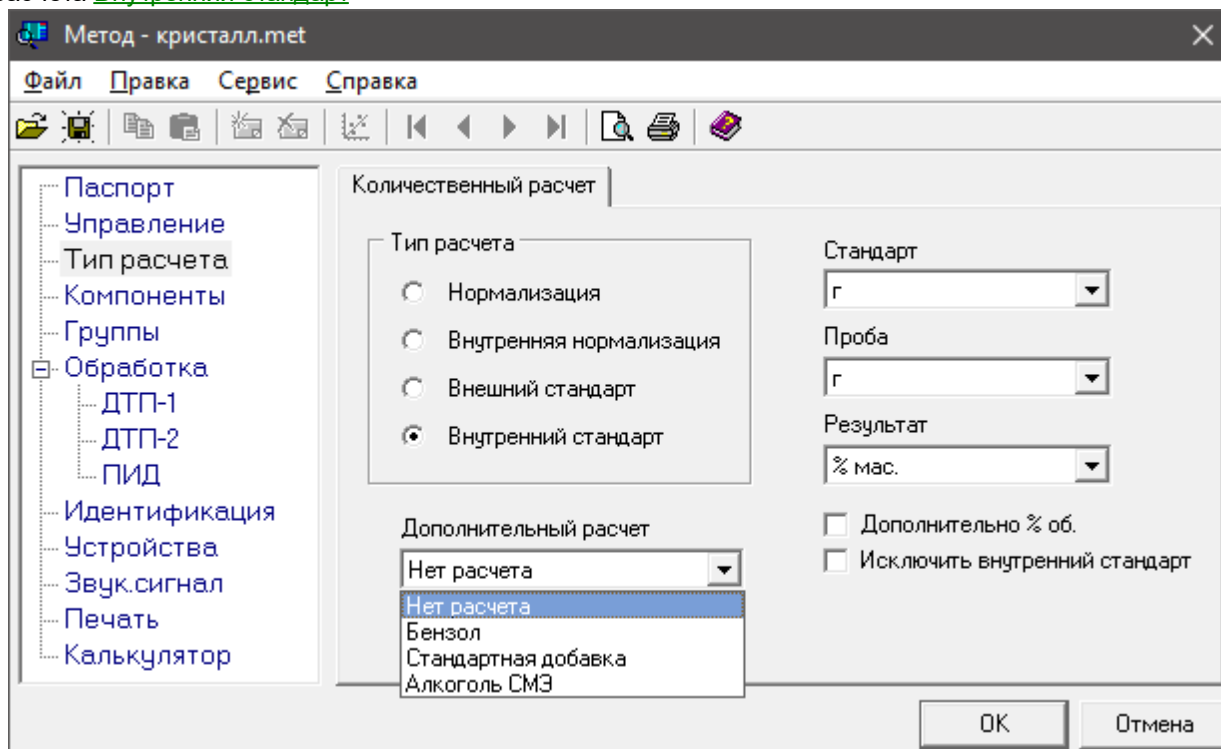 Внутренний стандарт
Метод - кристалл.met
Файл Правка Сервис Справка
Паспорт
Управление
Тип расчета
Компоненты
Группы
Обработка
ДТП-1
ДТП-2
ПИД
Идентификация
Устройства
Звук.сигнал
Печать
Калькулятор
Количественный расчет
Тип расчета
Нормализация
Внутренняя нормализация
Внешний стандарт
Внутренний стандарт
Дополнительный расчет
Нет расчета
Нет расчета
Бензол
Стандартная добавка
Алкоголь СМЭ
Стандарт
г
Проба
г
Результат
% мас.
Дополнительно % об.
Исключить внутренний стандарт
OK Отмена